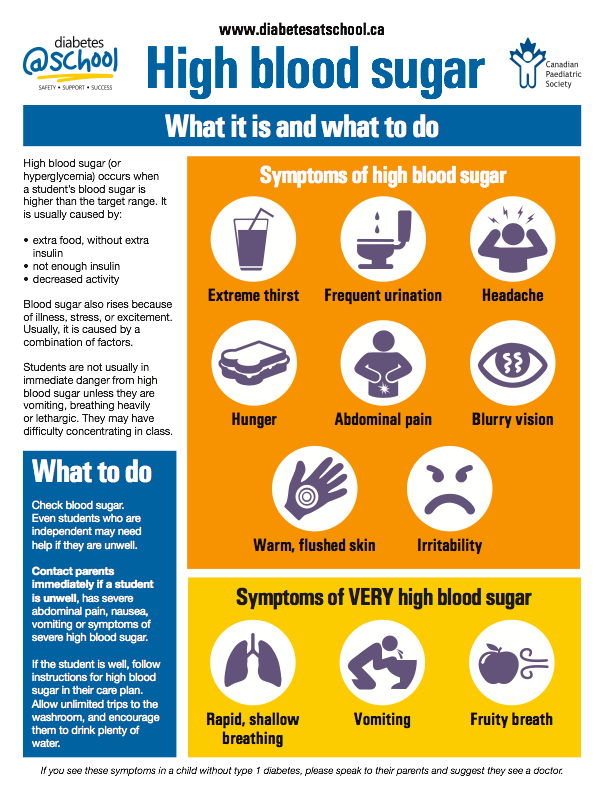 www.diabetesatschool.ca
diabetes
@school
SAFETY • SUPPORT • SUCCESS
High blood sugar
Canadian
Paediatric
Society
What it is and what to do
High blood sugar (or
hyperglycemia) occurs when
a student's blood sugar is
higher than the target range. It
is usually caused by:
• extra food, without extra
insulin
• not enough insulin
• decreased activity
Blood sugar also rises because
of illness, stress, or excitement.
Usually, it is caused by a
combination of factors.
Students are not usually in
immediate danger from high
blood sugar unless they are
vomiting, breathing heavily
or lethargic. They may have
difficulty concentrating in class.
What to do
Check blood sugar.
Even students who are
independent may need
help if they are unwell.
Contact parents
immediately if a student
is unwell, has severe
abdominal pain, nausea,
vomiting or symptoms of
severe high blood sugar.
If the student is well, follow
instructions for high blood
sugar in their care plan.
Allow unlimited trips to the
washroom, and encourage
them to drink plenty of
water.
Symptoms of high blood sugar
Extreme thirst
Frequent urination
Headache
Hunger
Abdominal pain
Blurry vision
Warm, flushed skin
Irritability
Symptoms of VERY high blood sugar
Rapid, shallow
breathing
Vomiting
Fruity breath
If you see these symptoms in a child without type 1 diabetes, please speak to their parents and suggest they see a doctor.